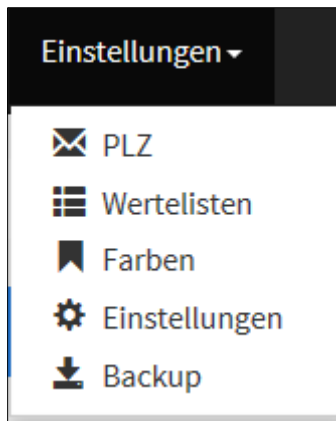 Einstellungen
PLZ
Wertelisten
Farben
Einstellungen
Backup